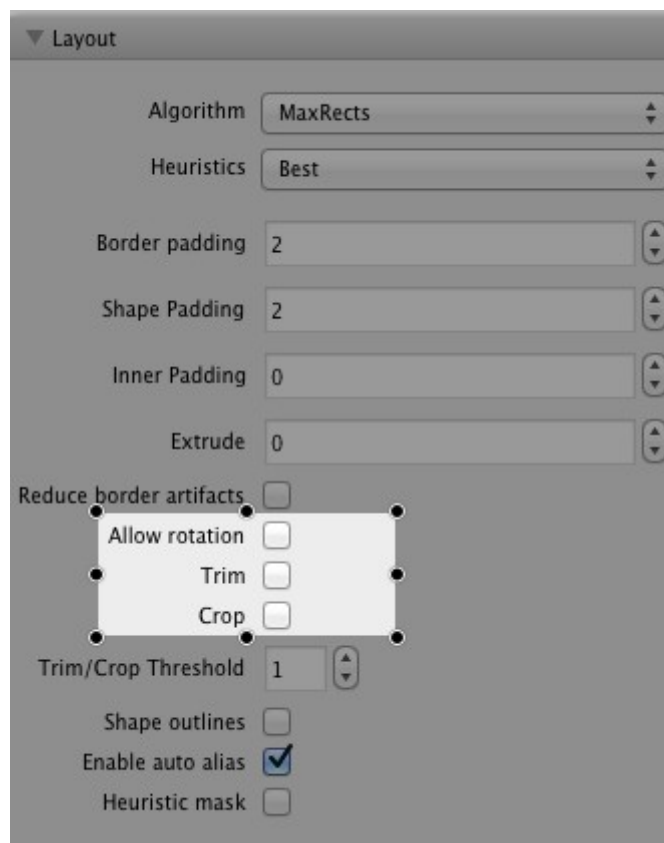 Layout
Algorithm MaxRects
Heuristics Best
Border padding 2
Shape Padding 2
Inner Padding 0
Extrude 0
Reduce border artifacts
Allow rotation
Trim
Crop
Trim/Crop Threshold 1
Shape outlines
Enable auto alias
Heuristic mask